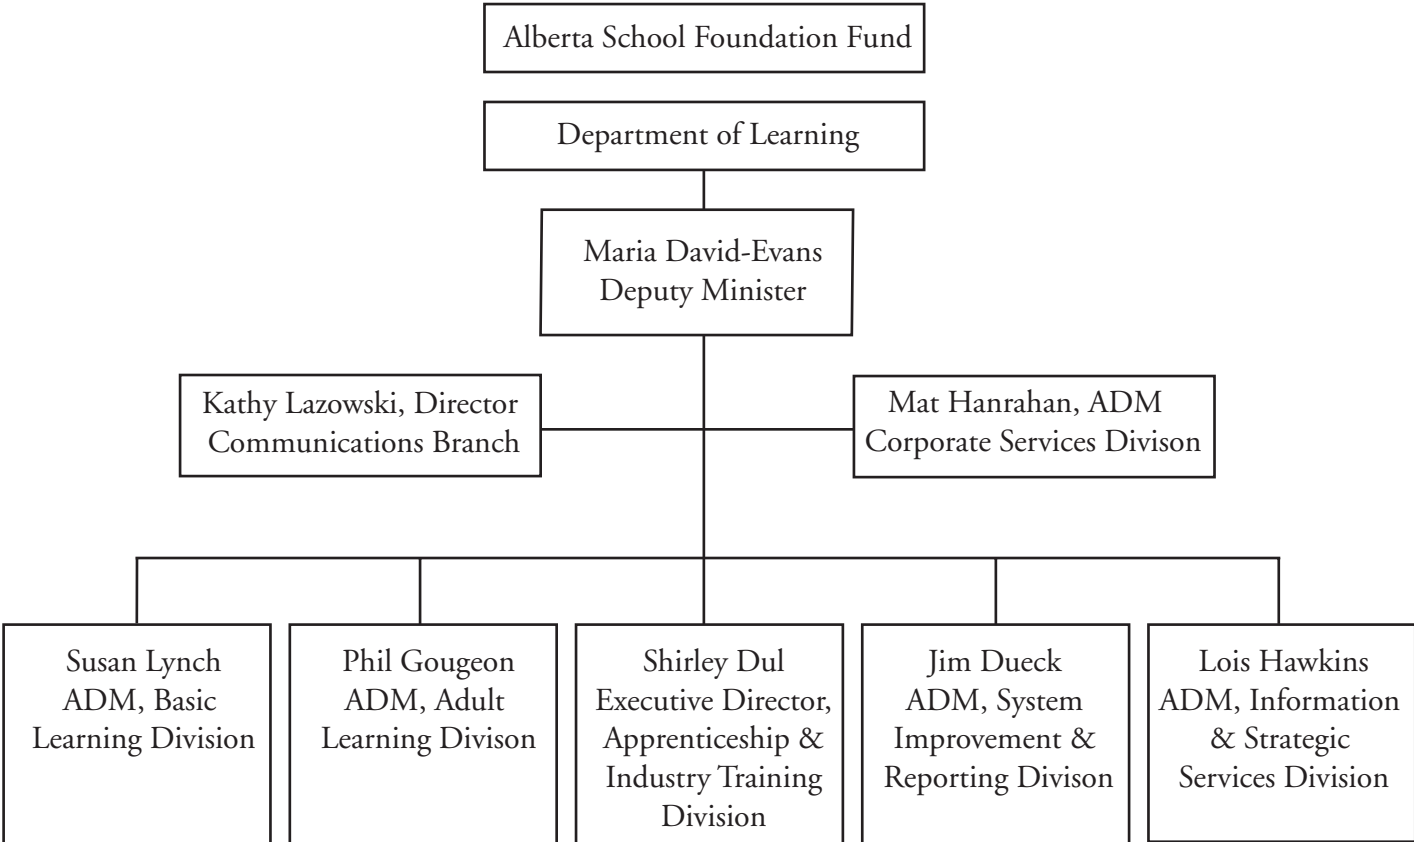 Alberta School Foundation Fund
Department of Learning
Maria David-Evans
Deputy Minister
Kathy Lazowski, Director
Communications Branch
Mat Hanrahan, ADM
Corporate Services Divison
Susan Lynch
ADM, Basic
Learning Division
Phil Gougeon
ADM, Adult
Learning Divison
Shirley Dul
Executive Director,
Apprenticeship &
Industry Training
Division
Jim Dueck
ADM, System
Improvement &
Reporting Divison
Lois Hawkins
ADM, Information
& Strategic
Services Division